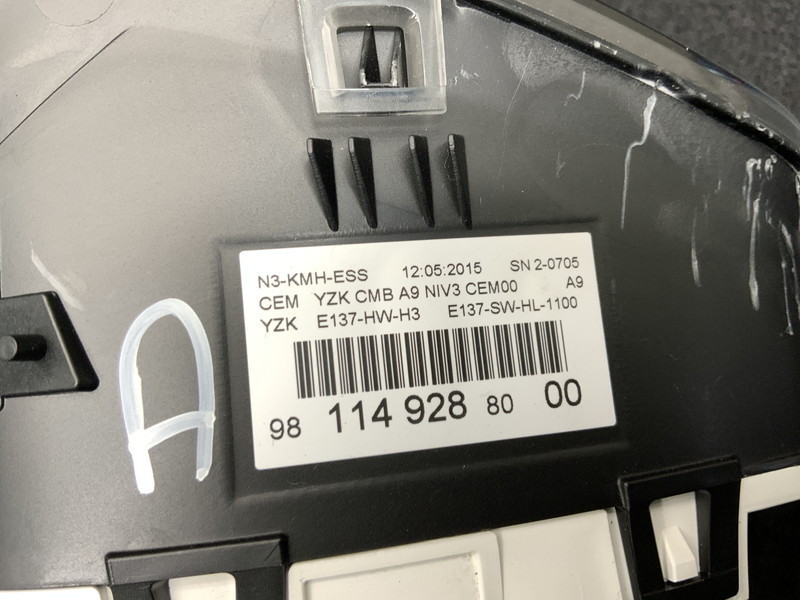 N3-KMH-ESS 12:05:2015 SN 2-0705
CEM YZK CMB A9 NIV3 CEM00 A9
YZK E137-HW-H3 E137-SW-HL-1100
98 114 928 80 00
A